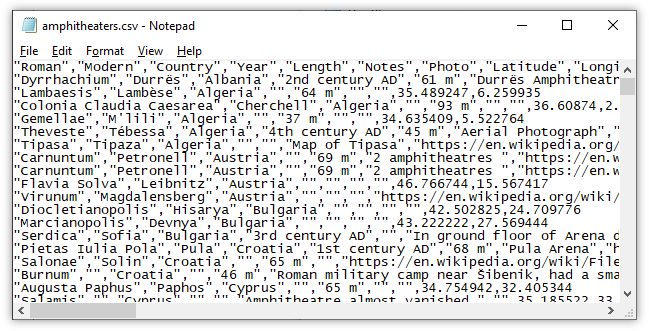 amphitheaters.csv - Notepad
File Edit Format View Help
"Roman","Modern","Country","Year","Length","Notes","Photo","Latitude","Longi
"Dyrrhachium","Durrës","Albania","2nd century AD","61 m","Durrës Amphitheatr
"Lambaesis","Lambèse","Algeria","","64 m","","",35.489247,6.259935
"Colonia Claudia Caesarea","Cherchell","Algeria","","93 m","","",36.60874,2.
"Gemellae","M'lili","Algeria","","37 m","","",34.635409,5.522764
"Theveste","Tébessa","Algeria","4th century AD","45 m","Aerial Photograph","
"Tipasa","Tipaza","Algeria","","","Map of Tipasa","https://en.wikipedia.org/
"Carnuntum","Petronell","Austria","","69 m","2 amphitheatres ","https://en.w
"Carnuntum","Petronell","Austria","","69 m","2 amphitheatres ","https://en.w
"Flavia Solva","Leibnitz","Austria","","","","",46.766744,15.567417
"Virunum","Magdalensberg","Austria","","","","https://en.wikipedia.org/wiki/
"Diocletianopolis","Hisarya","Bulgaria","","","","",42.502825,24.709776
"Marcianopolis","Devnya","Bulgaria","","","","",43.222222,27.569444
"Serdica","Sofia","Bulgaria","3rd century AD","","In ground floor of Arena d
"Pietas Iulia Pola","Pula","Croatia","1st century AD","68 m","Pula Arena","h
"Salonae","Solin","Croatia","","65 m","","https://en.wikipedia.org/wiki/File
"Burnum","","Croatia","","46 m","Roman military camp near Šibenik, had a sma
"Augusta Paphus","Paphos","Cyprus","","65 m","","",34.754942,32.405344
"Salamis","","Cyprus","","","Amphitheatre almost vanished.","",35.185522,33.